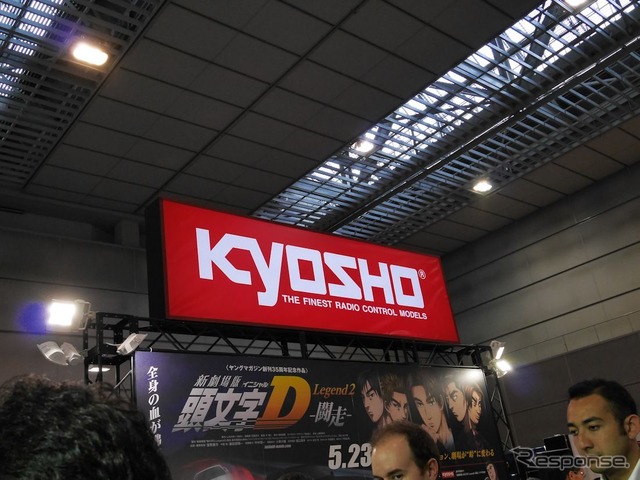 Kyosho®
THE FINEST RADIO CONTROL MODELS
〈ヤングマガジン創刊35周年記念作品〉
新劇場版
イニシャル
頭文字D
Legend2
-闘走-
5.23
全身の血が
Response.